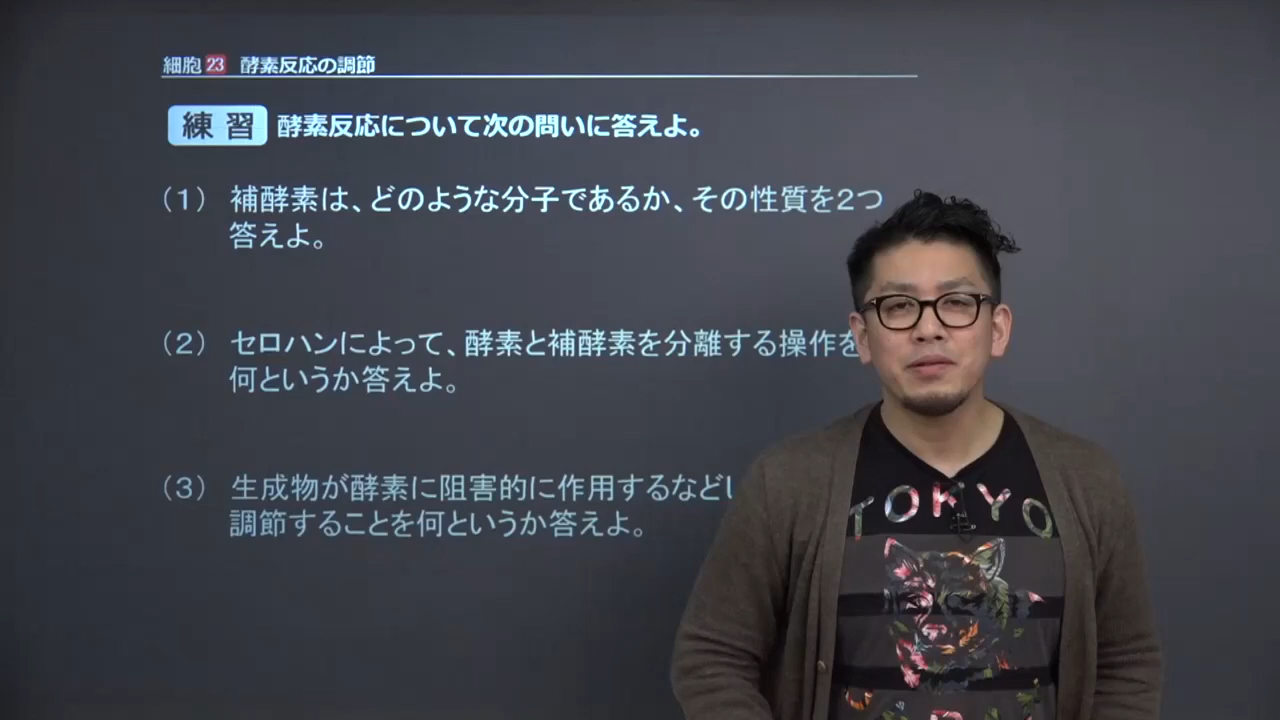 細胞 23 酵素反応の調節
練習 酵素反応について次の問いに答えよ。
(1) 補酵素は、どのような分子であるか、その性質を2つ
答えよ。
(2) セロハンによって、酵素と補酵素を分離する操作を
何というか答えよ。
(3) 生成物が酵素に阻害的に作用するなどし
調節することを何というか答えよ。
TOKYO